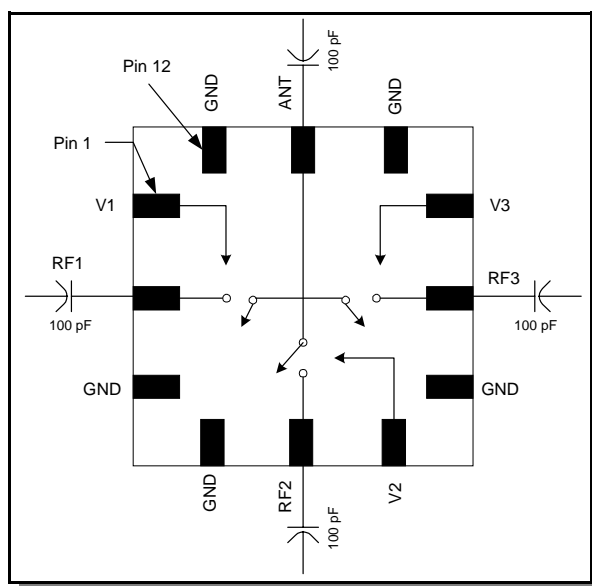 100 pF
Pin 12
GND
ANT
GND
Pin 1
V1
V3
RF1
RF3
100 pF
100 pF
GND
GND
GND
RF2
V2
100 pF